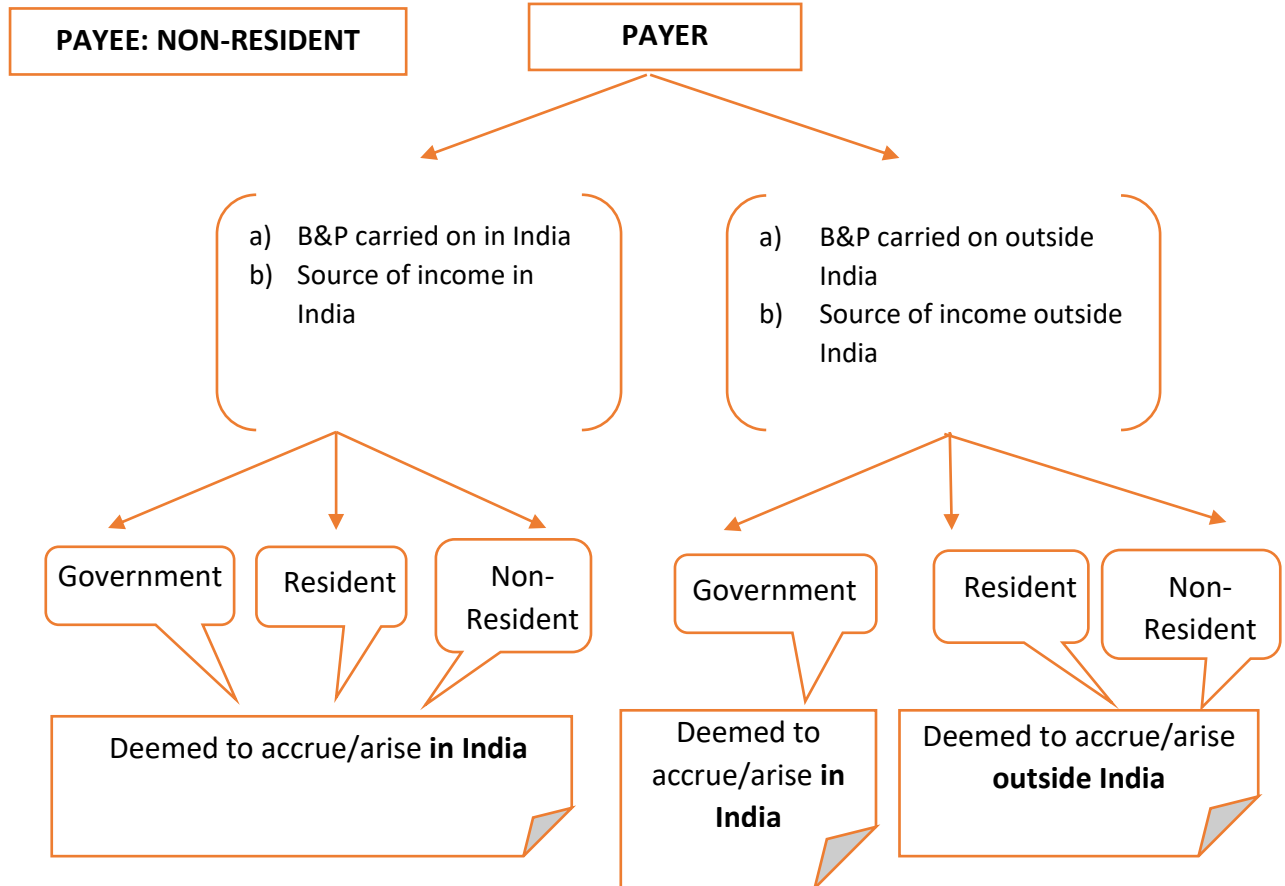 PAYEE: NON-RESIDENT
PAYER
a) B&P carried on in India
b) Source of income in
India
a) B&P carried on outside
India
b) Source of income outside
India
Government
Resident
Non-
Resident
Government
Resident
Non-
Resident
Deemed to accrue/arise in India
Deemed to
accrue/arise in
India
Deemed to accrue/arise
outside India